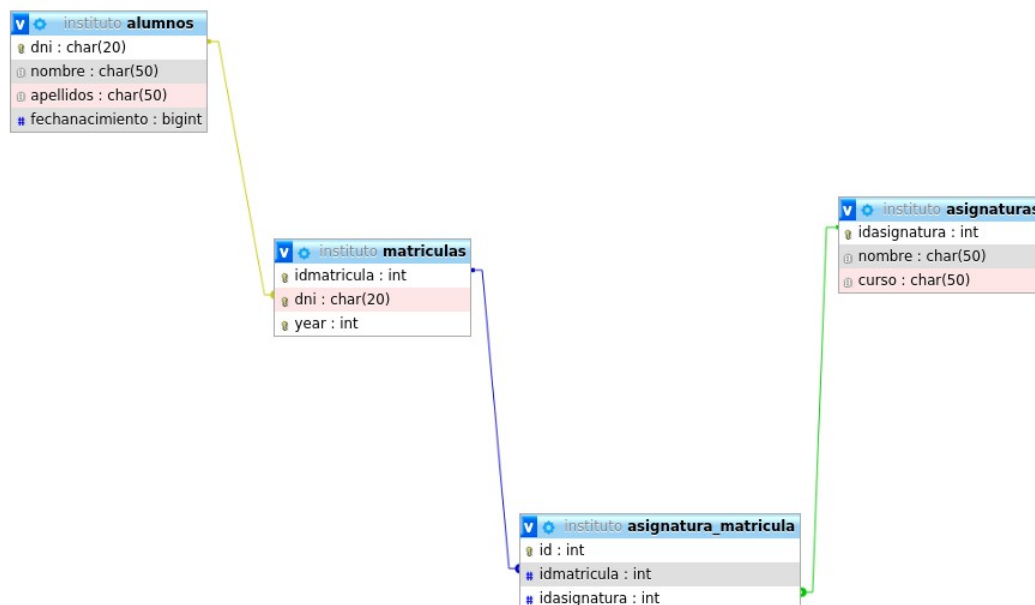 v instituto alumnos
dni : char(20)
nombre : char(50)
apellidos : char(50)
# fechanacimiento : bigint
v instituto matriculas
idmatricula : int
dni : char(20)
year : int
v instituto asignaturas
idasignatura : int
nombre : char(50)
curso : char(50)
v instituto asignatura_matricula
id : int
# idmatricula : int
# idasignatura : int